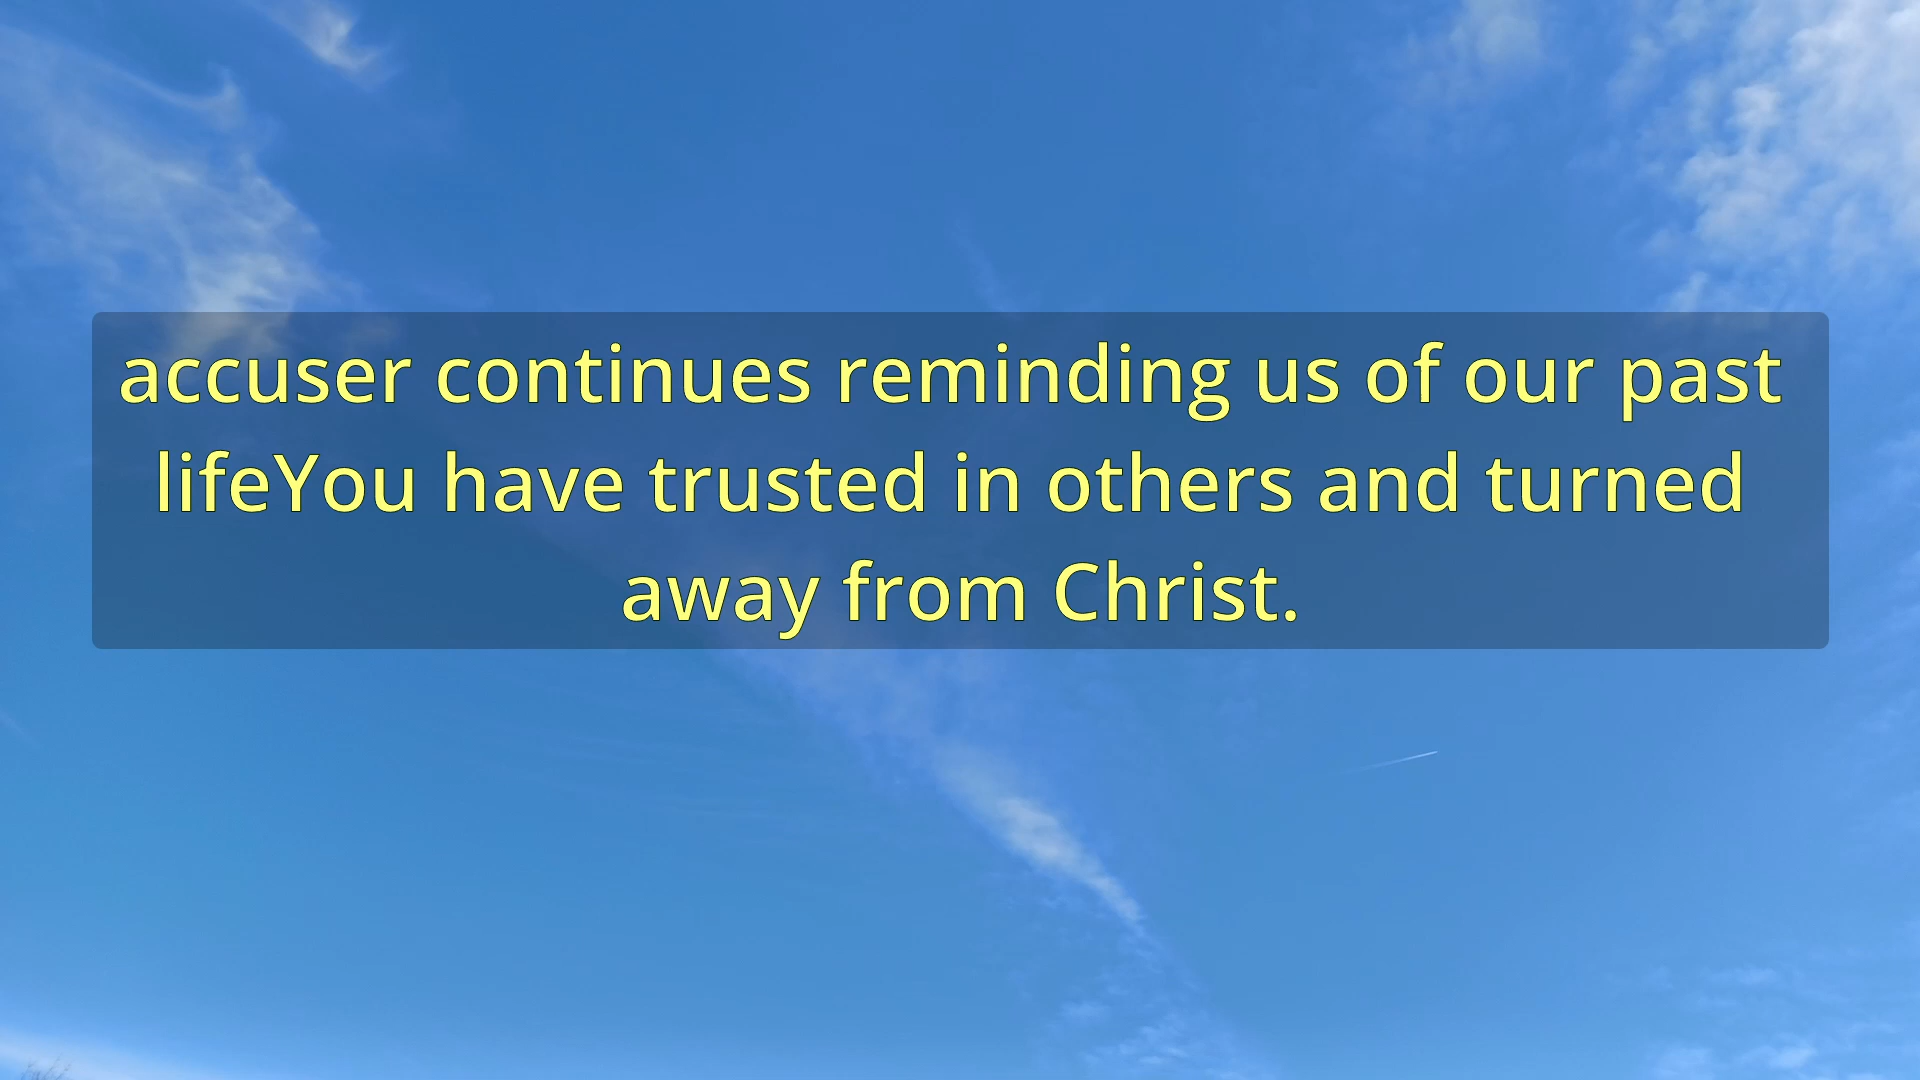 accuser continues reminding us of our past
lifeYou have trusted in others and turned
away from Christ.